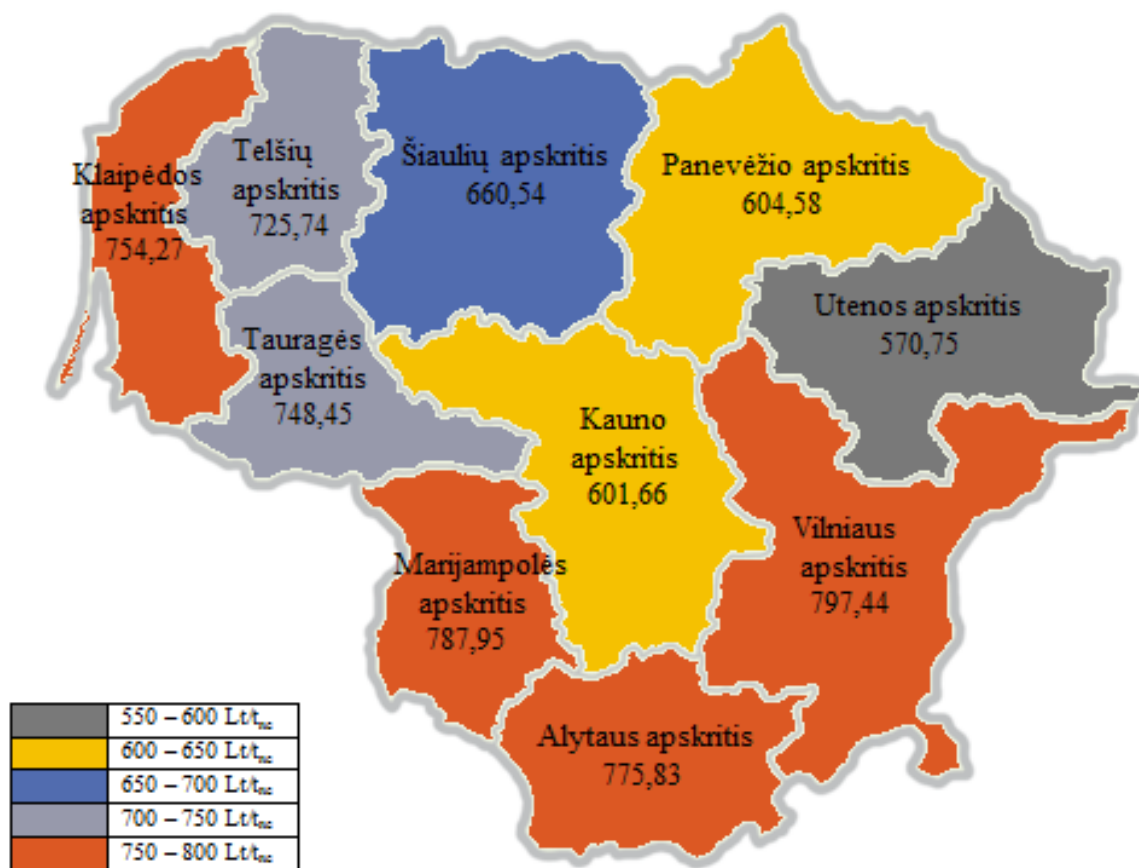 Klaipėdos
apskritis
754,27
Telšių
apskritis
725,74
Šiaulių apskritis
660,54
Panevėžio apskritis
604,58
Utenos apskritis
570,75
Tauragės
apskritis
748,45
Kauno
apskritis
601,66
Vilniaus
apskritis
797,44
Marijampolės
apskritis
787,95
Alytaus apskritis
775,83
550 – 600 Lt/tne
600 – 650 Lt/tne
650 – 700 Lt/tne
700 – 750 Lt/tne
750 – 800 Lt/tne